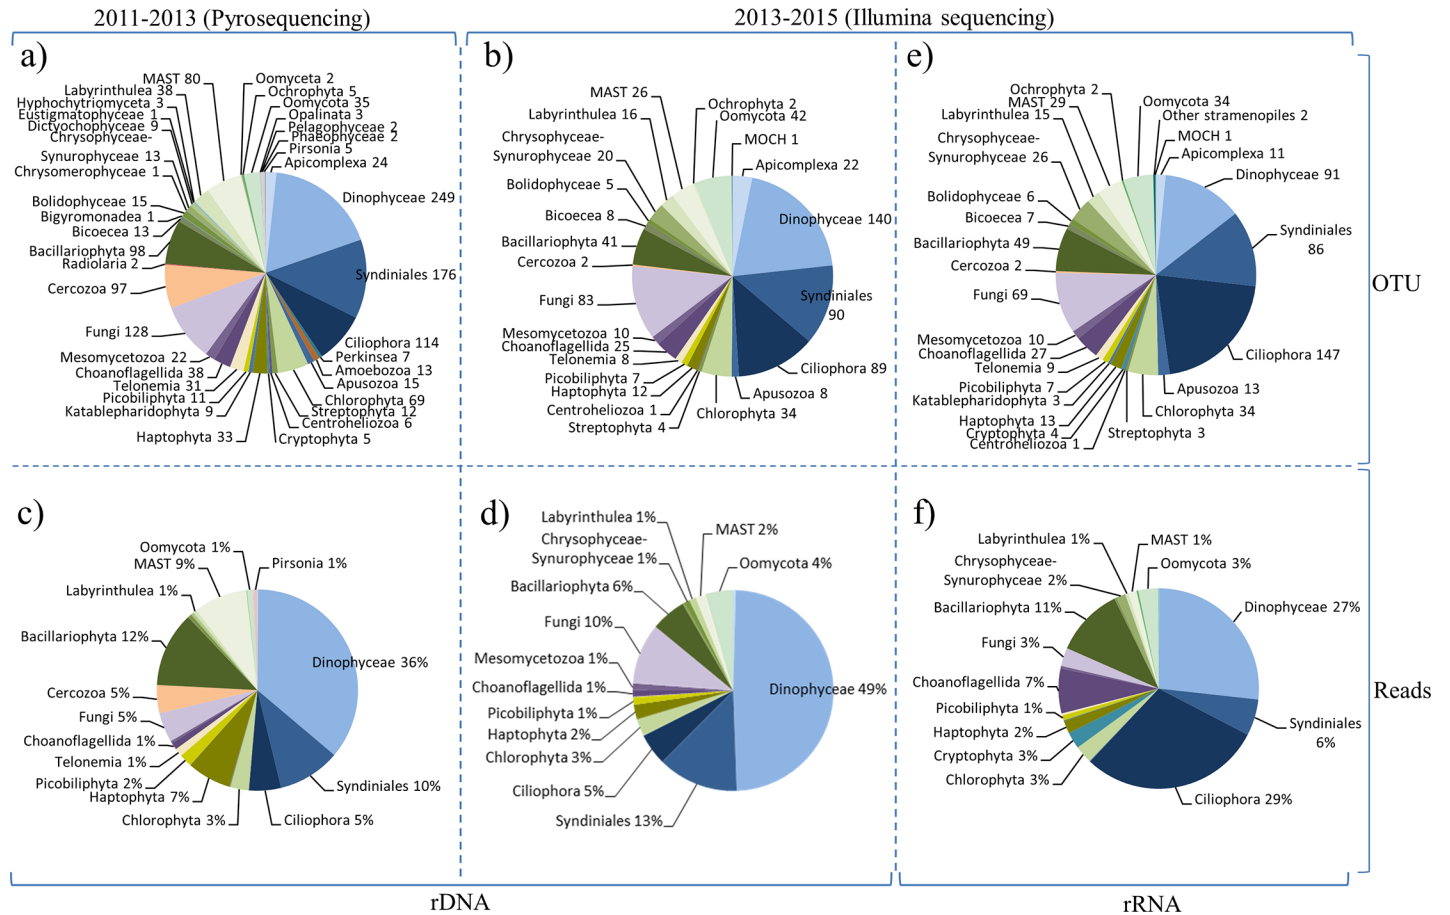 2011-2013 (Pyrosequencing)
2013-2015 (Illumina sequencing)
a)
MAST 80
Labyrinthulea 38
Hyphochytriomyceta 3
Eustigmatophyceae 1
Dictyochophyceae 9
Chrysophyceae-
Synurophyceae 13
Chrysomerophyceae 1
Bolidophyceae 15
Bigyromonadea 1
Bicoecea 13
Bacillariophyta 98
Radiolaria 2
Cercozoa 97
Fungi 128
Mesomycetozoa 22
Choanoflagellida 38
Telonemia 31
Picobiliphyta 11
Katablepharidophyta 9
Haptophyta 33
Oomyceta 2
Ochrophyta 5
Oomycota 35
Opalinata 3
Pelagophyceae 2
Phaeophyceae 2
Pirsonia 5
Apicomplexa 24
Dinophyceae 249
Syndiniales 176
Ciliophora 114
Perkinsea 7
Amoebozoa 13
Apusozoa 15
Chlorophyta 69
Streptophyta 12
Centroheliozoa 6
Cryptophyta 5
b)
MAST 26
Labyrinthulea 16
Chrysophyceae-
Synurophyceae 20
Bolidophyceae 5
Bicoecea 8
Bacillariophyta 41
Cercozoa 2
Fungi 83
Mesomycetozoa 10
Choanoflagellida 25
Telonemia 8
Picobiliphyta 7
Haptophyta 12
Centroheliozoa 1
Streptophyta 4
Ochrophyta 2
Oomycota 42
MOCH 1
Apicomplexa 22
Dinophyceae 140
Syndiniales
90
Ciliophora 89
Apusozoa 8
Chlorophyta 34
e)
Ochrophyta 2
MAST 29
Labyrinthulea 15
Chrysophyceae-
Synurophyceae 26
Bolidophyceae 6
Bicoecea 7
Bacillariophyta 49
Cercozoa 2
Fungi 69
Mesomycetozoa 10
Choanoflagellida 27
Telonemia 9
Picobiliphyta 7
Katablepharidophyta 3
Haptophyta 13
Cryptophyta 4
Centroheliozoa 1
Oomycota 34
Other stramenopiles 2
MOCH 1
Apicomplexa 11
Dinophyceae 91
Syndiniales
86
Ciliophora 147
Apusozoa 13
Chlorophyta 34
Streptophyta 3
OTU
c)
Oomycota 1%
MAST 9%
Labyrinthulea 1%
Bacillariophyta 12%
Cercozoa 5%
Fungi 5%
Choanoflagellida 1%
Telonemia 1%
Picobiliphyta 2%
Haptophyta 7%
Chlorophyta 3%
Pirsonia 1%
Dinophyceae 36%
Syndiniales 10%
Ciliophora 5%
d)
Labyrinthulea 1%
Chrysophyceae-
Synurophyceae 1%
Bacillariophyta 6%
Fungi 10%
Mesomycetozoa 1%
Choanoflagellida 1%
Picobiliphyta 1%
Haptophyta 2%
Chlorophyta 3%
Ciliophora 5%
Syndiniales 13%
MAST 2%
Oomycota 4%
Dinophyceae 49%
f)
Labyrinthulea 1%
Chrysophyceae-
Synurophyceae 2%
Bacillariophyta 11%
Fungi 3%
Choanoflagellida 7%
Picobiliphyta 1%
Haptophyta 2%
Cryptophyta 3%
Chlorophyta 3%
MAST 1%
Oomycota 3%
Dinophyceae 27%
Syndiniales
6%
Ciliophora 29%
Reads
rDNA
rRNA